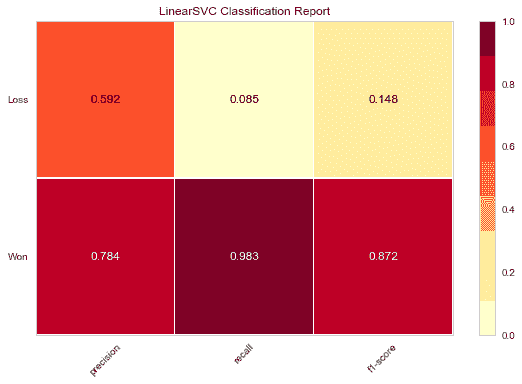 LinearSVC Classification Report
1.0
Loss
0.592
0.085
0.148
0.8
0.6
0.4
Won
0.784
0.983
0.872
0.2
0.0
precision
recall
f1-score